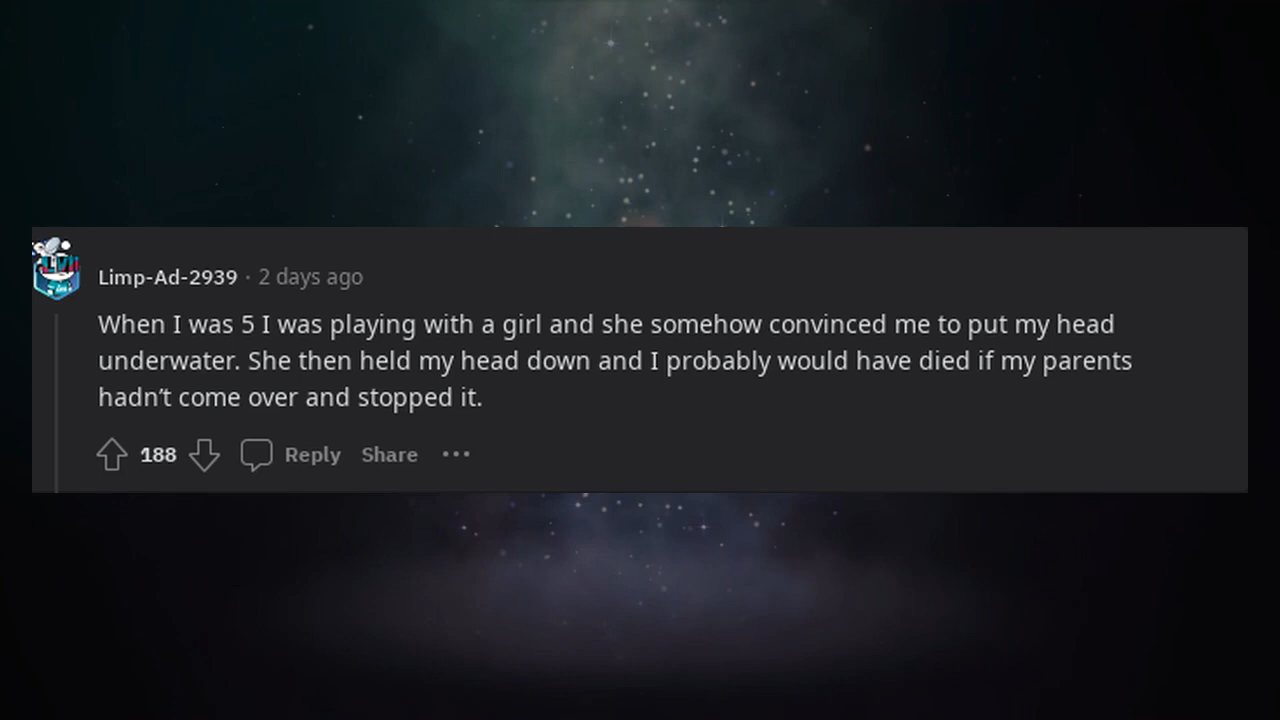 Limp-Ad-2939 · 2 days ago
When I was 5 I was playing with a girl and she somehow convinced me to put my head
underwater. She then held my head down and I probably would have died if my parents
hadn’t come over and stopped it.
188 Reply Share ···